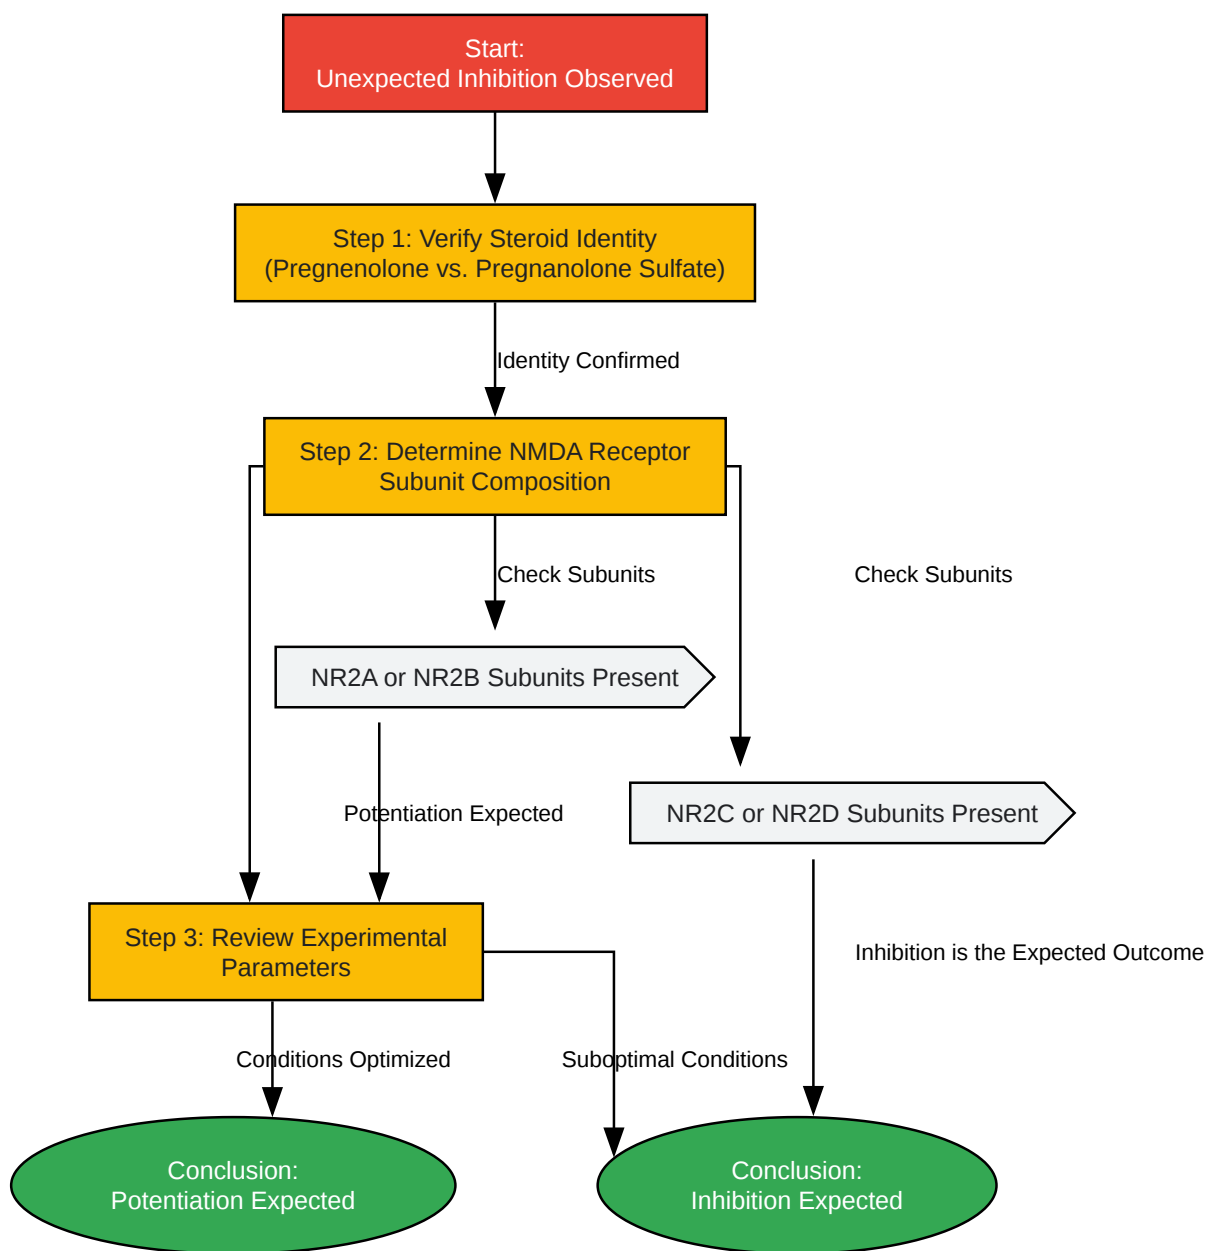 Start:
Unexpected Inhibition Observed
Step 1: Verify Steroid Identity
(Pregnenolone vs. Pregnanolone Sulfate)
Identity Confirmed
Step 2: Determine NMDA Receptor
Subunit Composition
Check Subunits
Check Subunits
NR2A or NR2B Subunits Present
Potentiation Expected
NR2C or NR2D Subunits Present
Step 3: Review Experimental
Parameters
Inhibition is the Expected Outcome
Conditions Optimized
Suboptimal Conditions
Conclusion:
Potentiation Expected
Conclusion:
Inhibition Expected